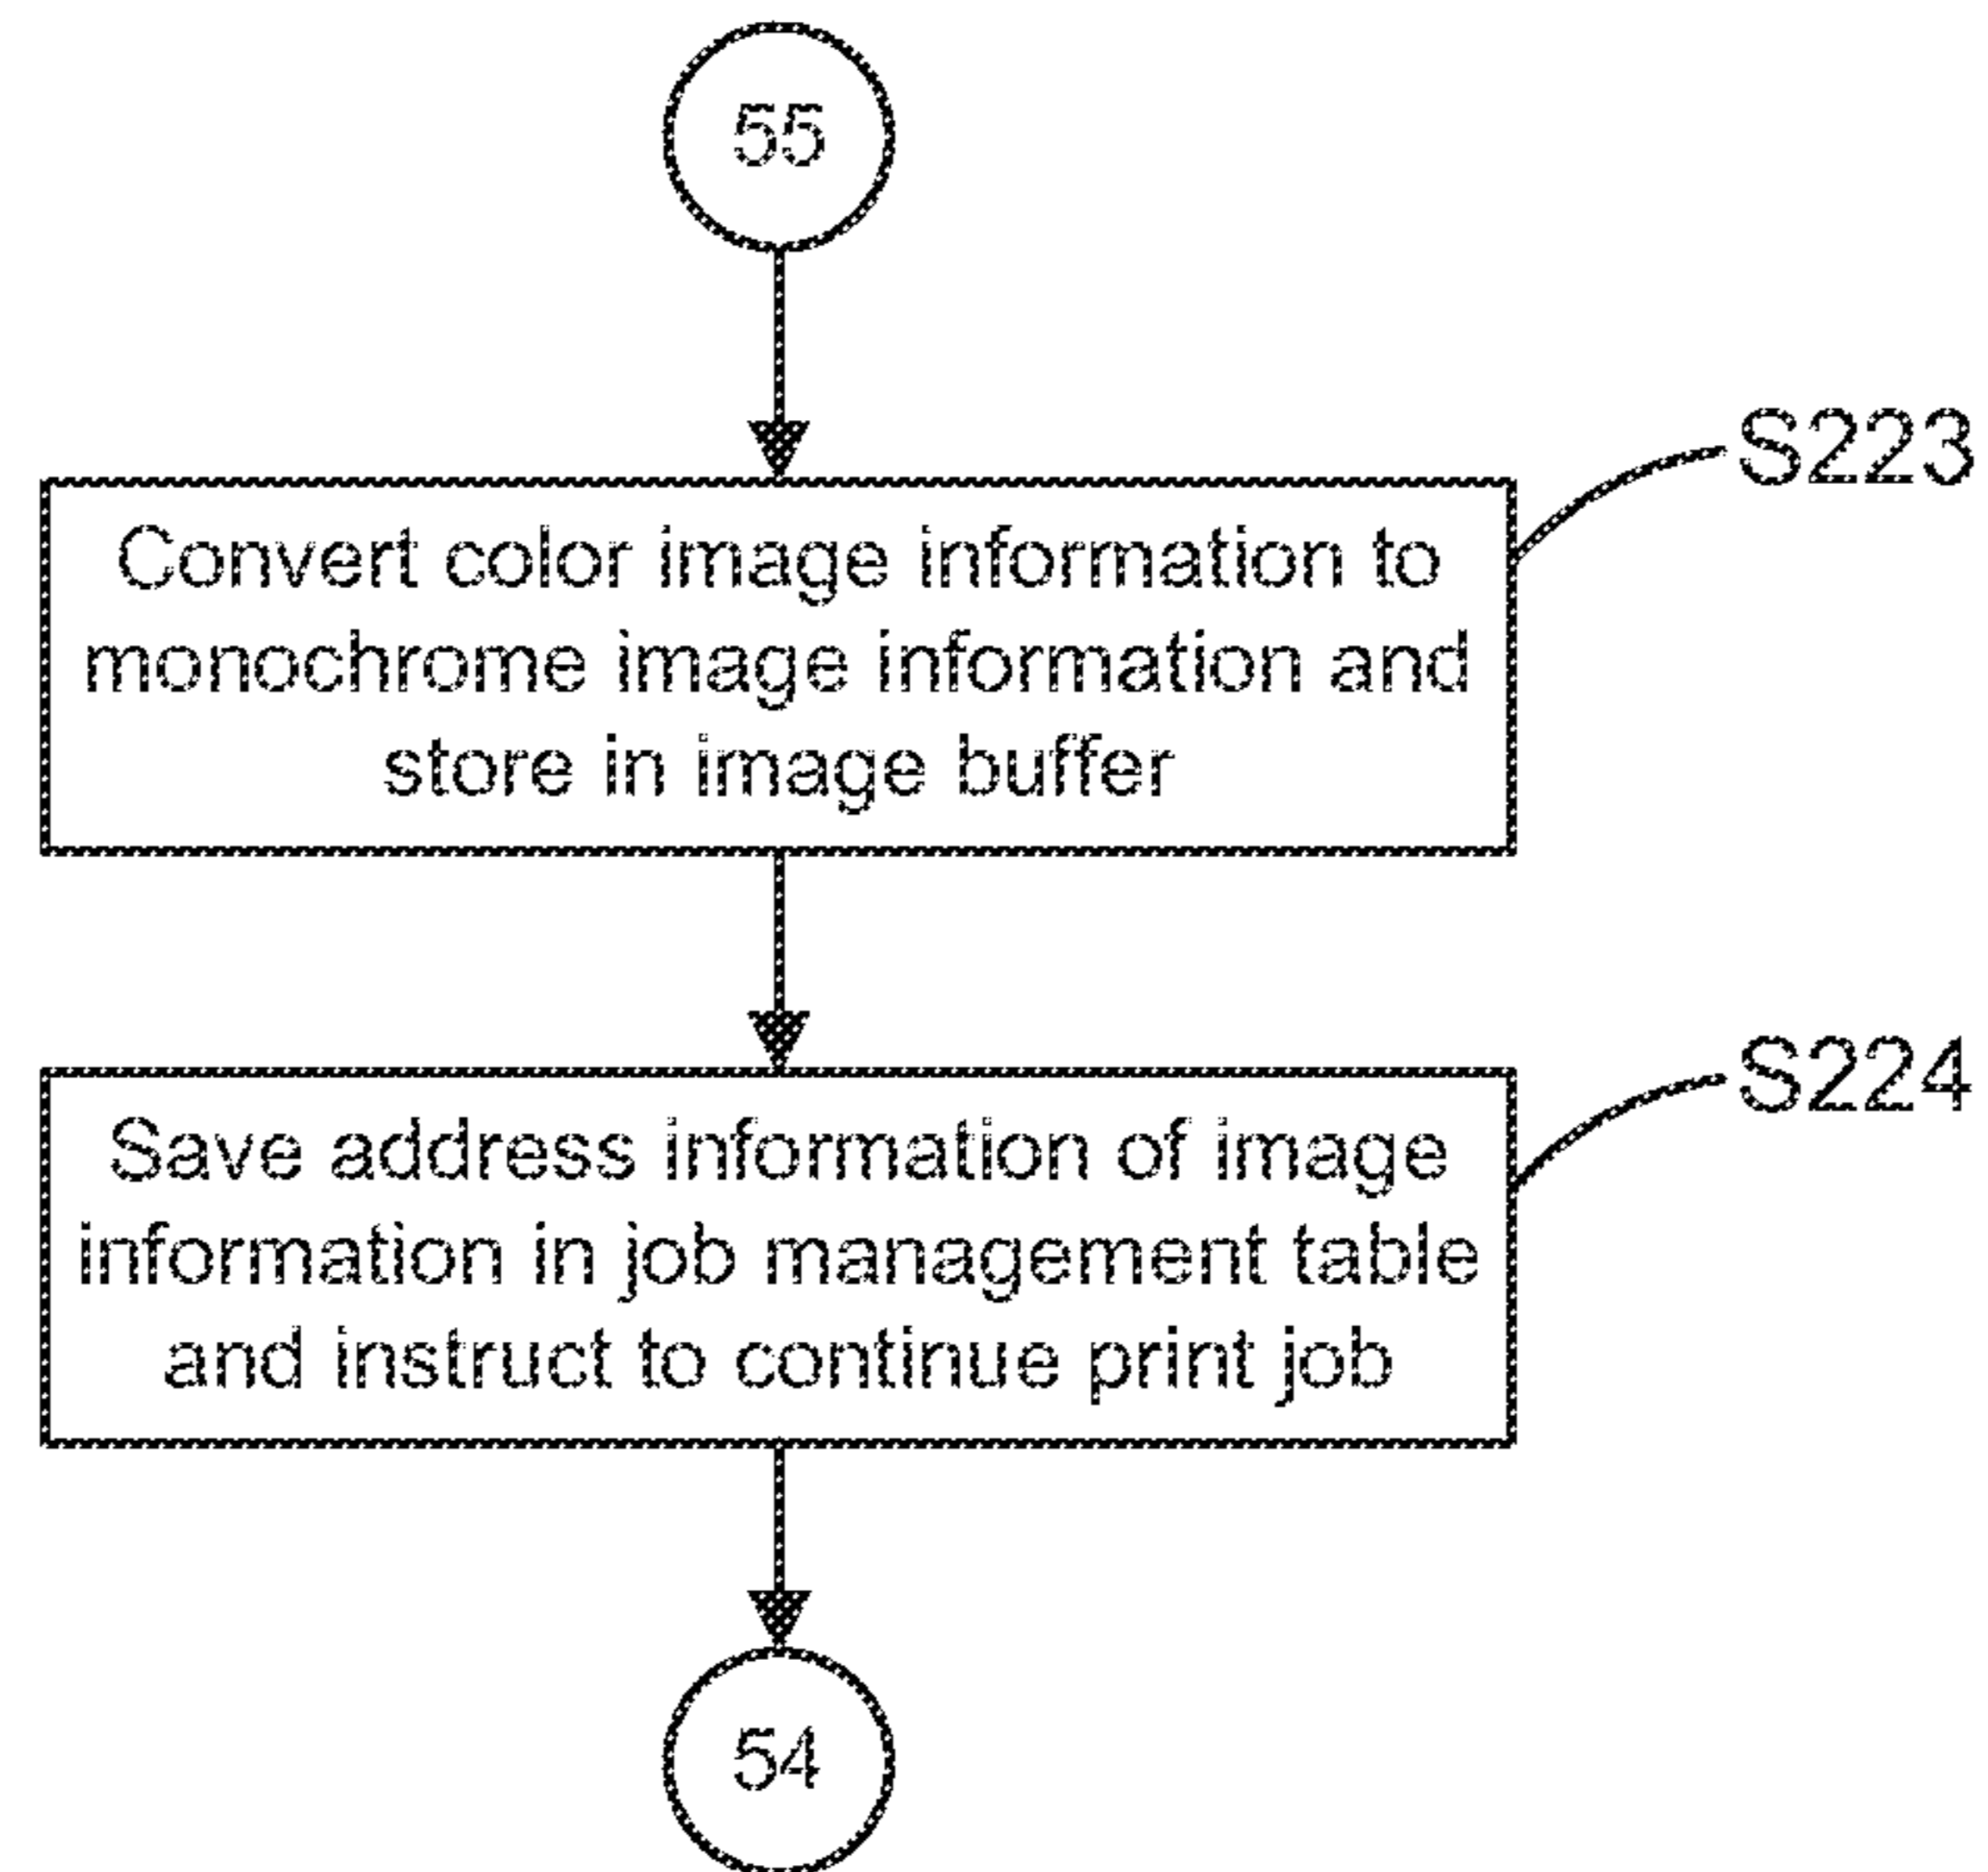 55
S223
Convert color image information to
monochrome image information and
store in image buffer
S224
Save address information of image
information in job management table
and instruct to continue print job
54